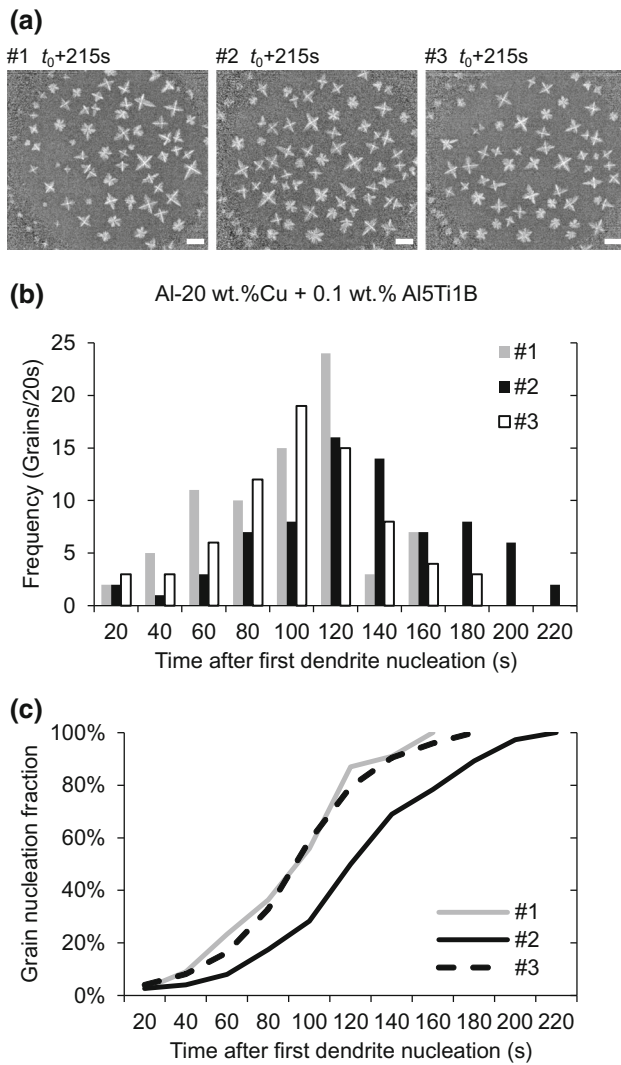 (a)
#1 t0+215s #2 t0+215s #3 t0+215s
(b)
Al-20 wt.%Cu + 0.1 wt.% Al5Ti1B
25
20
15
10
5
0
Frequency (Grains/20s)
#1
#2
#3
20 40 60 80 100 120 140 160 180 200 220
Time after first dendrite nucleation (s)
(c)
100%
80%
60%
40%
20%
0%
Grain nucleation fraction
#1
#2
#3
20 40 60 80 100 120 140 160 180 200 220
Time after first dendrite nucleation (s)